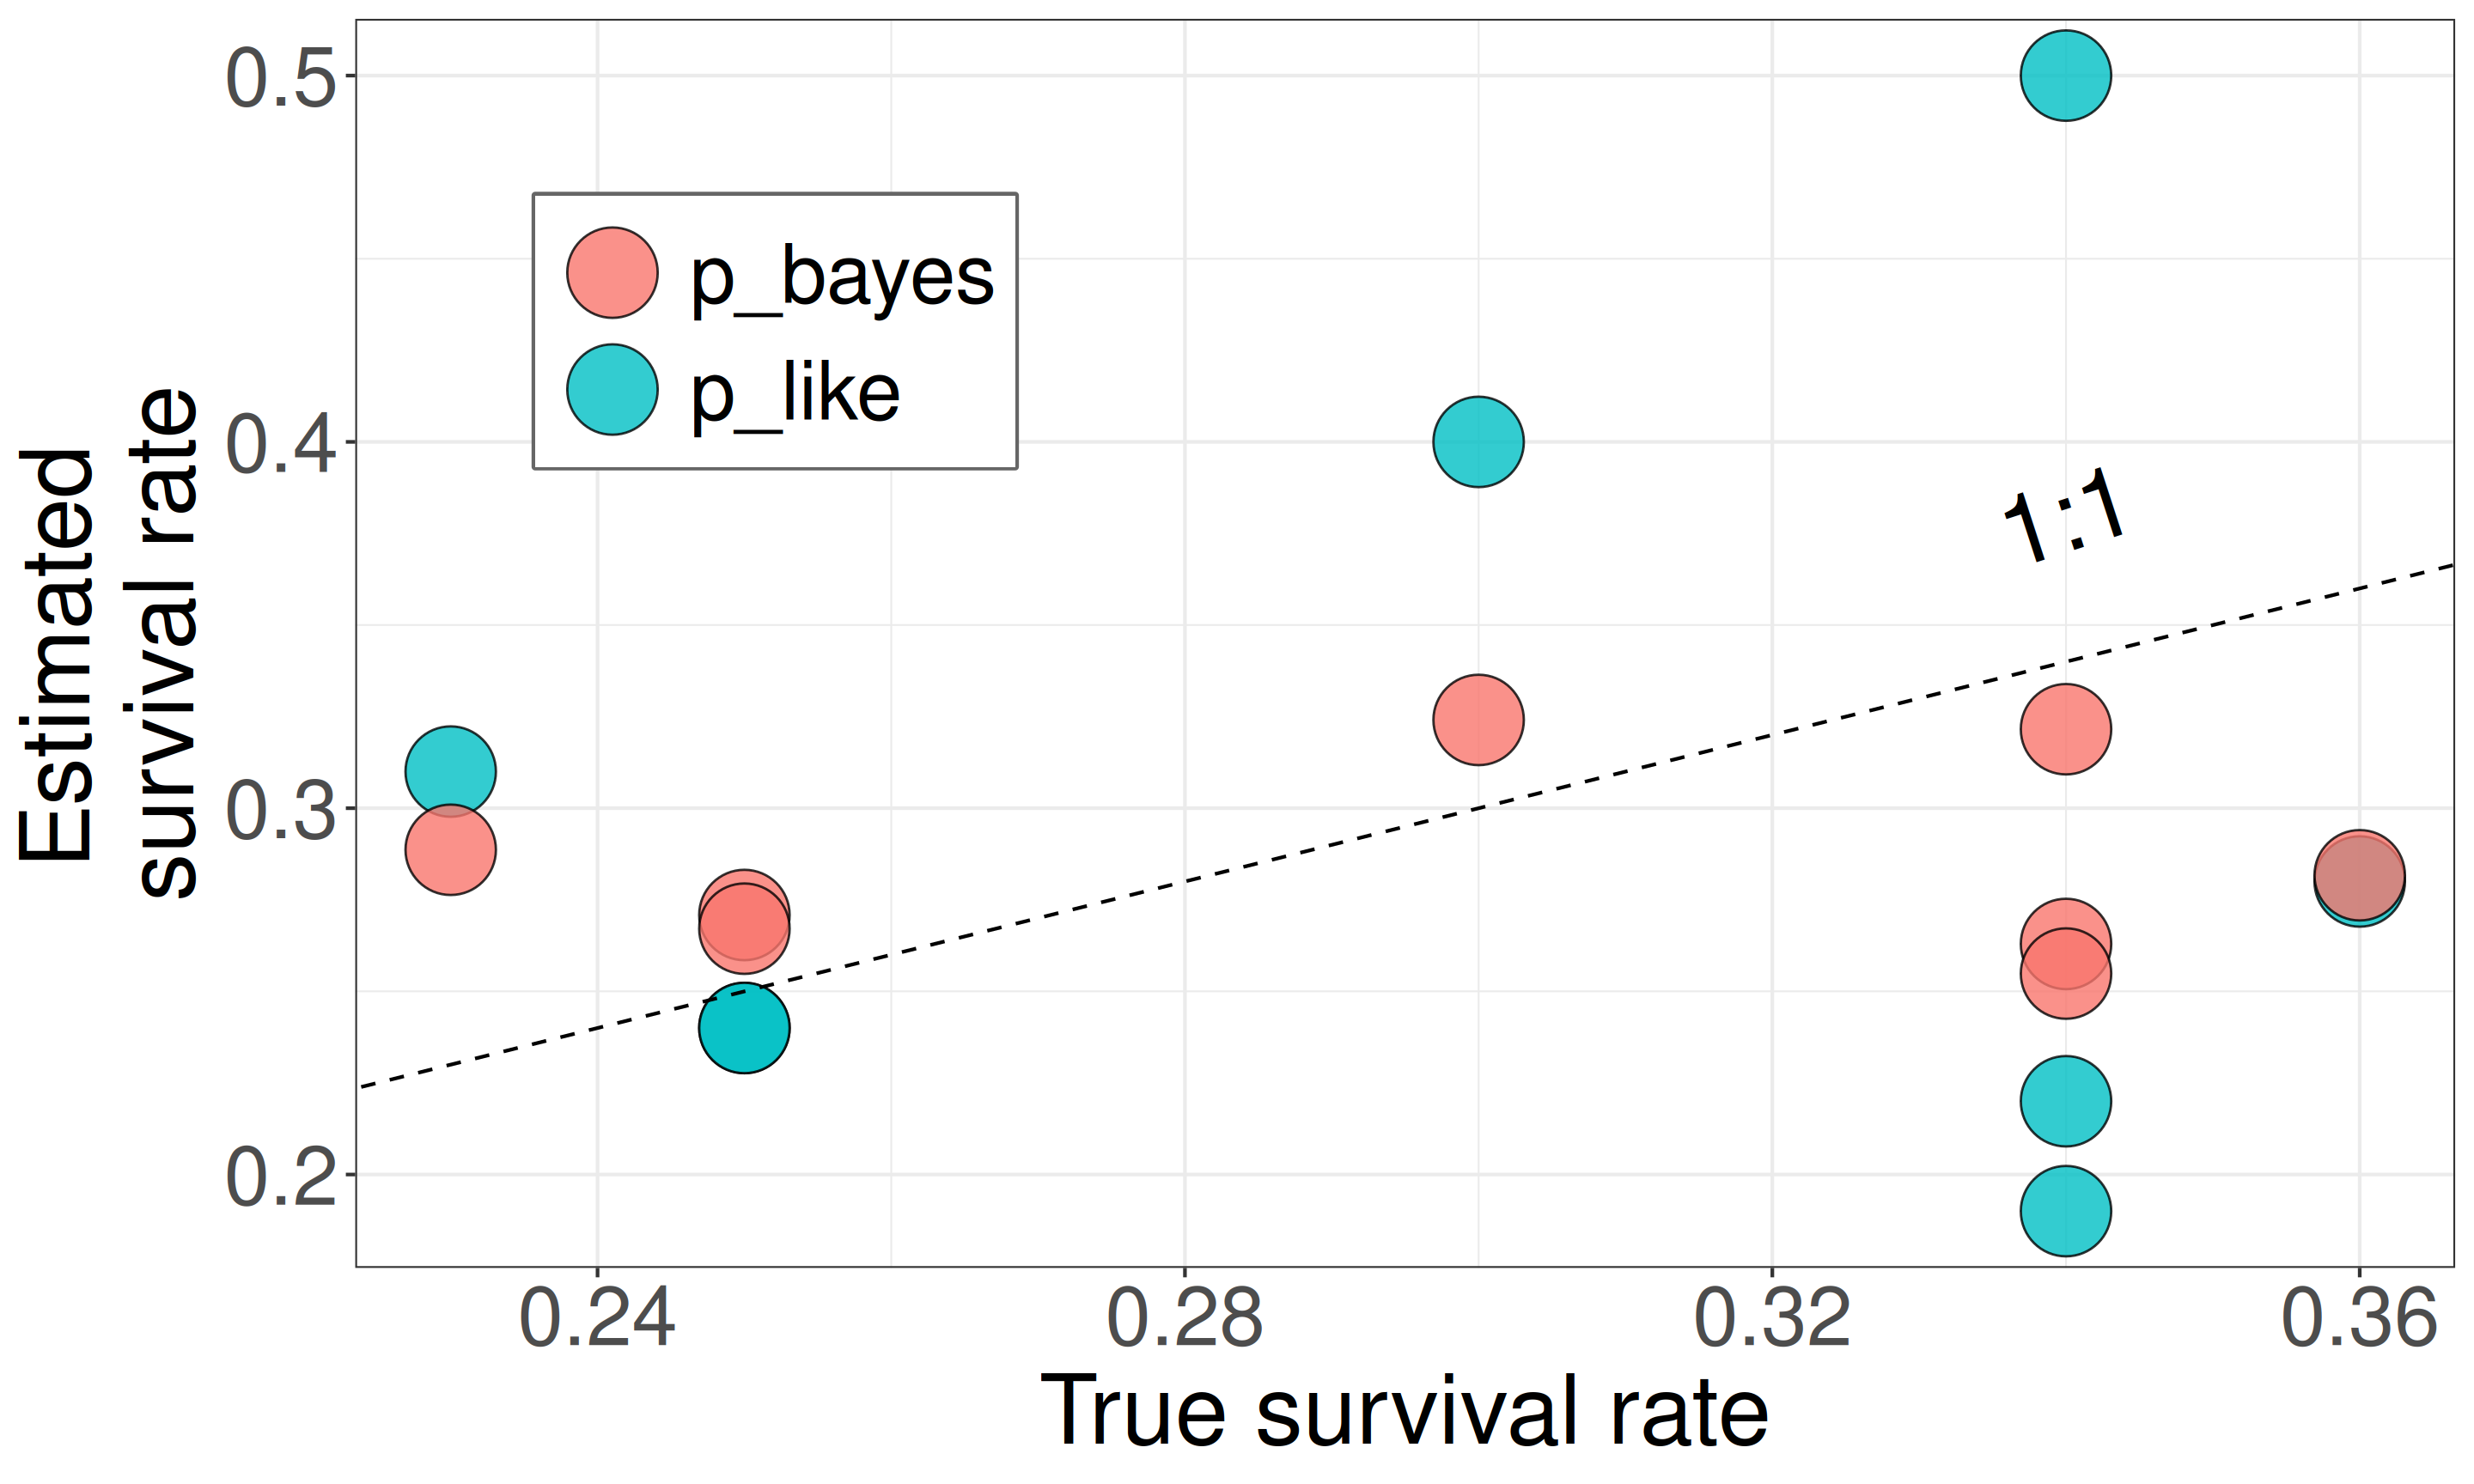 Estimated
survival rate
0.5
0.4
0.3
0.2
p_bayes
p_like
1:1
0.24 0.28 0.32 0.36
True survival rate